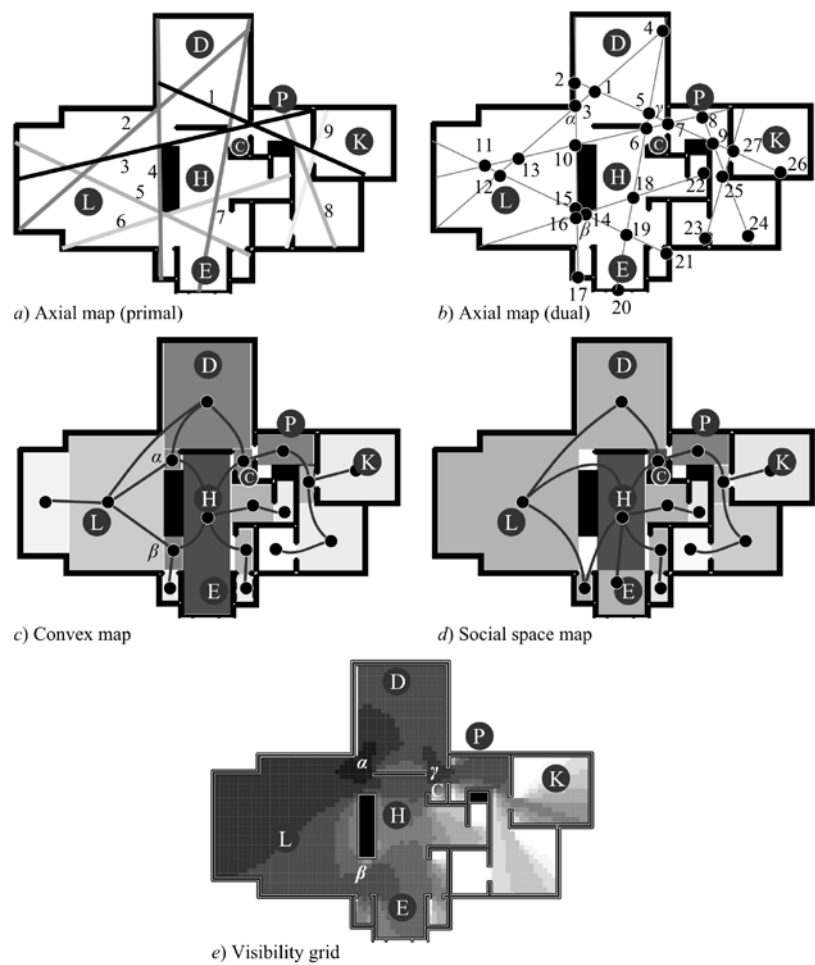 D
1
P
2
9
K
3
4
C
H
5
L
6
7
8
E
a) Axial map (primal)
D
4
2
1
P
3
5
γ
α
8
7
9
6
K
11
10
C
27
13
26
12
H
22
L
18
25
15
16
14
β
19
23
24
E
21
17
20
b) Axial map (dual)
D
P
α
C
K
H
L
β
E
c) Convex map
D
P
C
K
H
L
E
d) Social space map
D
P
α
γ
K
C
H
L
β
E
e) Visibility grid